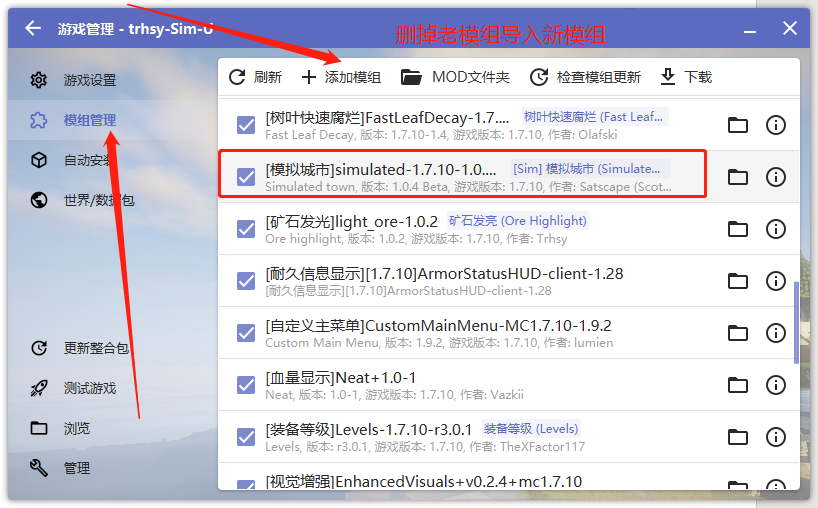 游戏管理 - trhsy-Sim-U
删掉老模组导入新模组
游戏设置
模组管理
自动安装
世界/数据包
更新整合包
测试游戏
浏览
管理
刷新
添加模组
MOD文件夹
检查模组更新
下载
[树叶快速腐烂]FastLeafDecay-1.7.... 树叶快速腐烂 (Fast Leaf...
Fast Leaf Decay, 版本: 1.7.10-1.4, 游戏版本: 1.7.10, 作者: Olafski
[模拟城市]simulated-1.7.10-1.0.... [Sim] 模拟城市 (Simulate...
Simulated town, 版本: 1.0.4 Beta, 游戏版本: 1.7.10, 作者: Satscape (Scot...
[矿石发光]light_ore-1.0.2 矿石发亮 (Ore Highlight)
Ore highlight, 版本: 1.0.2, 游戏版本: 1.7.10, 作者: Trhsy
[耐久信息显示][1.7.10]ArmorStatusHUD-client-1.28
[耐久信息显示][1.7.10]ArmorStatusHUD-client-1.28
[自定义主菜单]CustomMainMenu-MC1.7.10-1.9.2
Custom Main Menu, 版本: 1.9.2, 游戏版本: 1.7.10, 作者: lumien
[血量显示]Neat+1.0-1
Neat, 版本: 1.0-1, 游戏版本: 1.7.10, 作者: Vazkii
[装备等级]Levels-1.7.10-r3.0.1 装备等级 (Levels)
Levels, 版本: r3.0.1, 游戏版本: 1.7.10, 作者: TheXFactor117
[视觉增强]EnhancedVisuals+v0.2.4+mc1.7.10